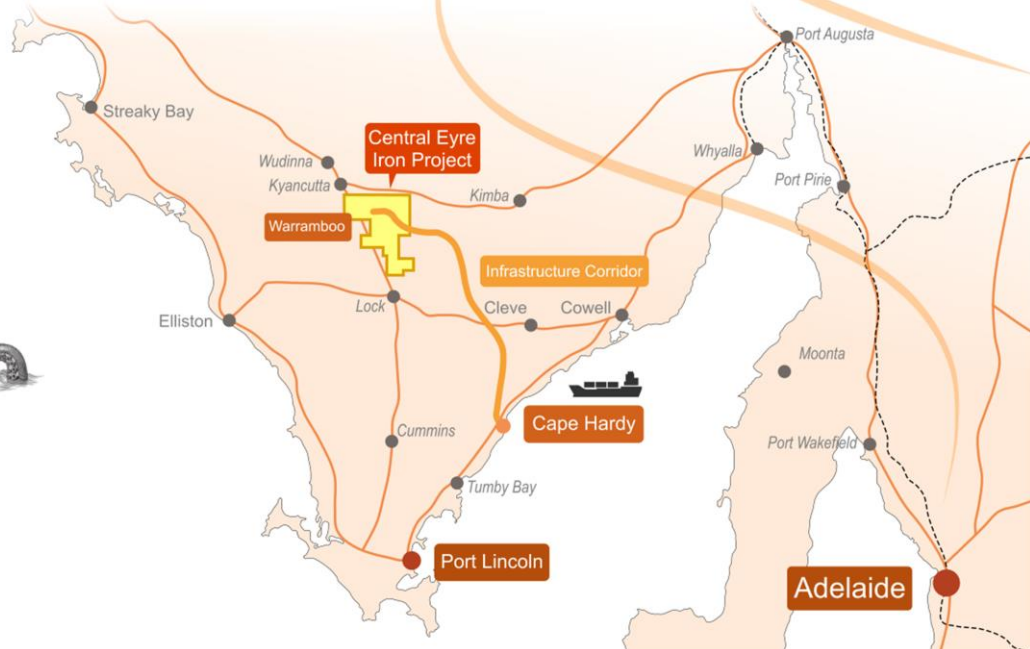 Port Augusta
Streaky Bay
Central Eyre
Iron Project
Wudinna
Whyalla
Kyancutta
Port Pirie
Kimba
Warramboo
Infrastructure Corridor
Lock
Cleve
Cowell
Elliston
Moonta
Cape Hardy
Cummins
Port Wakefield
Tumby Bay
Port Lincoln
Adelaide